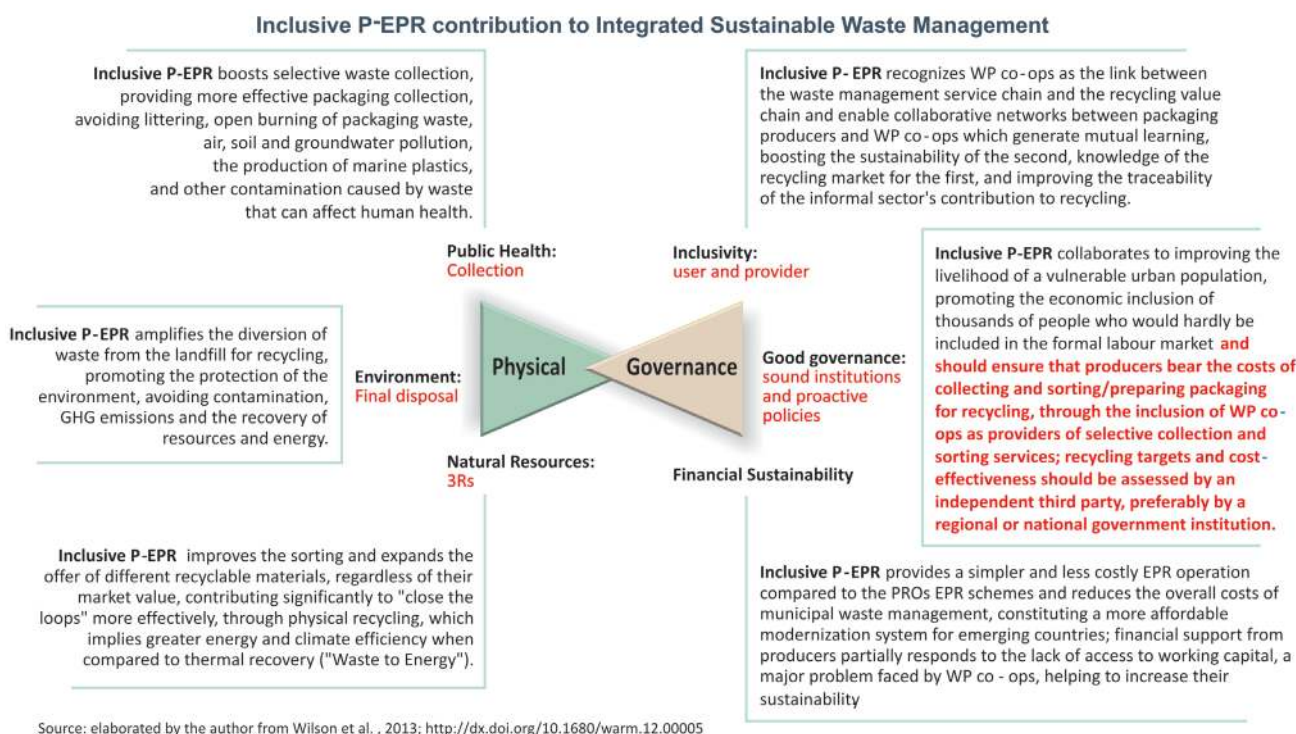 Inclusive P-EPR contribution to Integrated Sustainable Waste Management
Inclusive P-EPR boosts selective waste collection,
providing more effective packaging collection,
avoiding littering, open burning of packaging waste,
air, soil and groundwater pollution,
the production of marine plastics,
and other contamination caused by waste
that can affect human health.
Inclusive P- EPR recognizes WP co-ops as the link between
the waste management service chain and the recycling value
chain and enable collaborative networks between packaging
producers and WP co-ops which generate mutual learning,
boosting the sustainability of the second, knowledge of the
recycling market for the first, and improving the traceability
of the informal sector's contribution to recycling.
Public Health:
Collection
Inclusivity:
user and provider
Inclusive P-EPR collaborates to improving the
livelihood of a vulnerable urban population,
promoting the economic inclusion of
thousands of people who would hardly be
included in the formal labour market and
should ensure that producers bear the costs of
collecting and sorting/preparing packaging
for recycling, through the inclusion of WP co-
ops as providers of selective collection and
sorting services; recycling targets and cost-
effectiveness should be assessed by an
independent third party, preferably by a
regional or national government institution.
Inclusive P-EPR amplifies the diversion of
waste from the landfill for recycling,
promoting the protection of the
environment, avoiding contamination,
GHG emissions and the recovery of
resources and energy.
Environment:
Final disposal
Physical
Governance
Good governance:
sound institutions
and proactive
policies
Natural Resources:
3Rs
Financial Sustainability
Inclusive P-EPR improves the sorting and expands the
offer of different recyclable materials, regardless of their
market value, contributing significantly to "close the
loops" more effectively, through physical recycling, which
implies greater energy and climate efficiency when
compared to thermal recovery ("Waste to Energy").
Inclusive P-EPR provides a simpler and less costly EPR operation
compared to the PROs EPR schemes and reduces the overall costs of
municipal waste management, constituting a more affordable
modernization system for emerging countries; financial support from
producers partially responds to the lack of access to working capital, a
major problem faced by WP co - ops, helping to increase their
sustainability
Source: elaborated by the author from Wilson et al. , 2013; http://dx.doi.org/10.1680/warm.12.00005